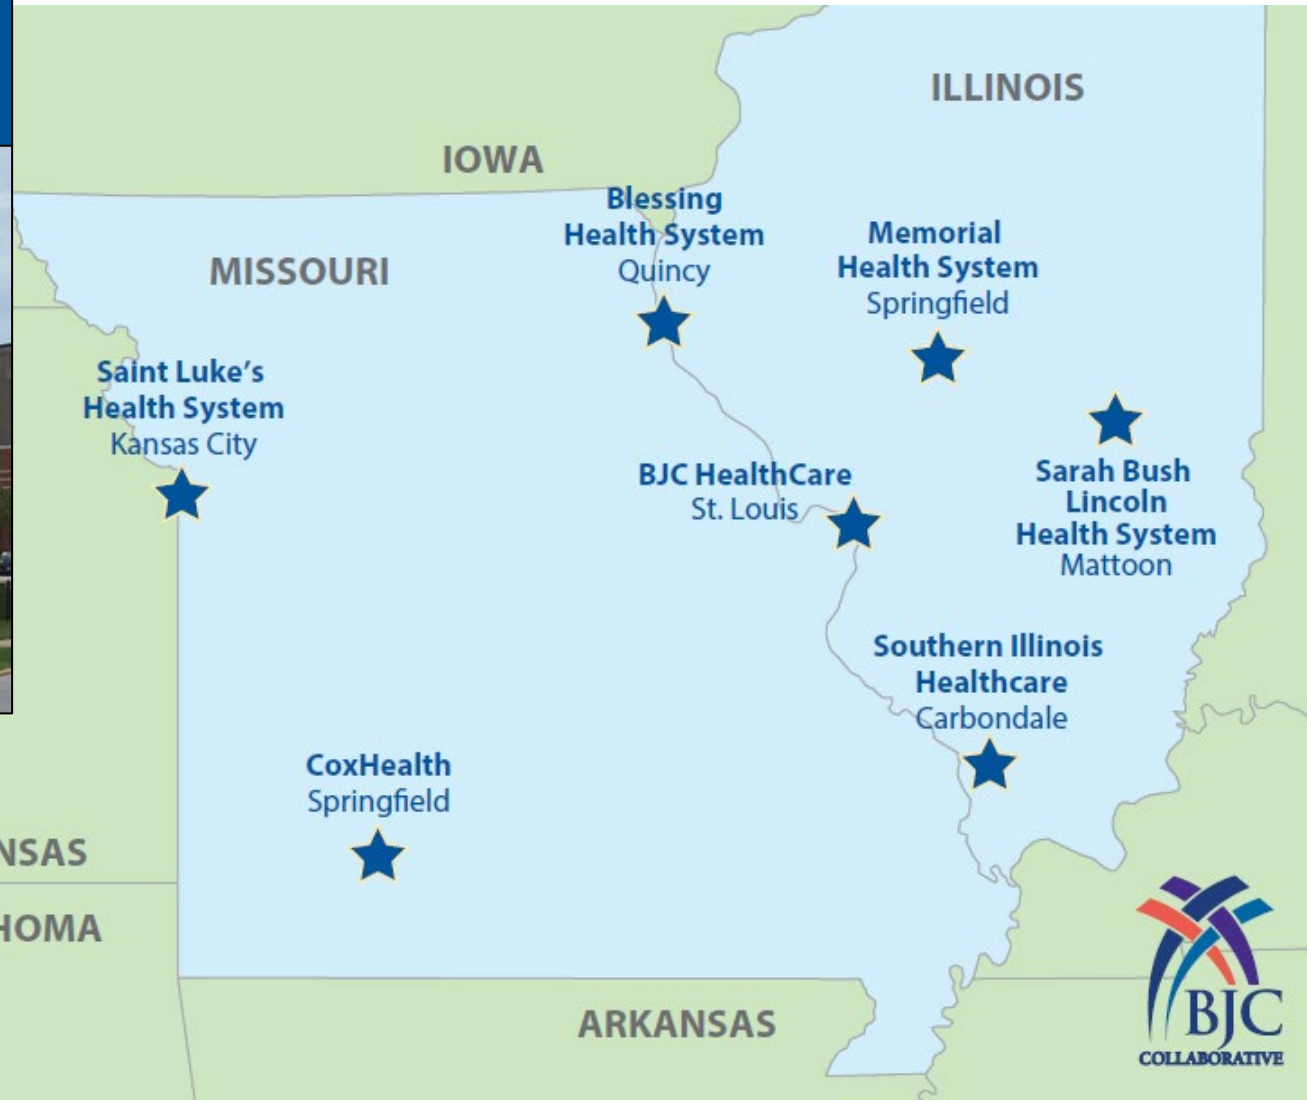 ILLINOIS
IOWA
Blessing
Health System
Quincy
Memorial
Health System
Springfield
MISSOURI
Saint Luke's
Health System
Kansas City
BJC HealthCare
St. Louis
Sarah Bush
Lincoln
Health System
Mattoon
Southern Illinois
Healthcare
Carbondale
CoxHealth
Springfield
NSAS
HOMA
ARKANSAS
BJC
COLLABORATIVE